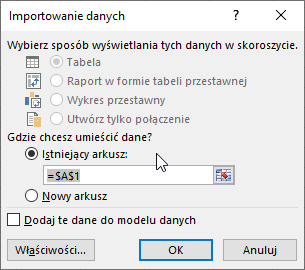 Importowanie danych
Wybierz sposób wyświetlania tych danych w skoroszycie.
Tabela
Raport w formie tabeli przestawnej
Wykres przestawny
Utwórz tylko połączenie
Gdzie chcesz umieścić dane?
Istniejący arkusz:
=$A$1
Nowy arkusz
Dodaj te dane do modelu danych
Właściwości... OK Anuluj